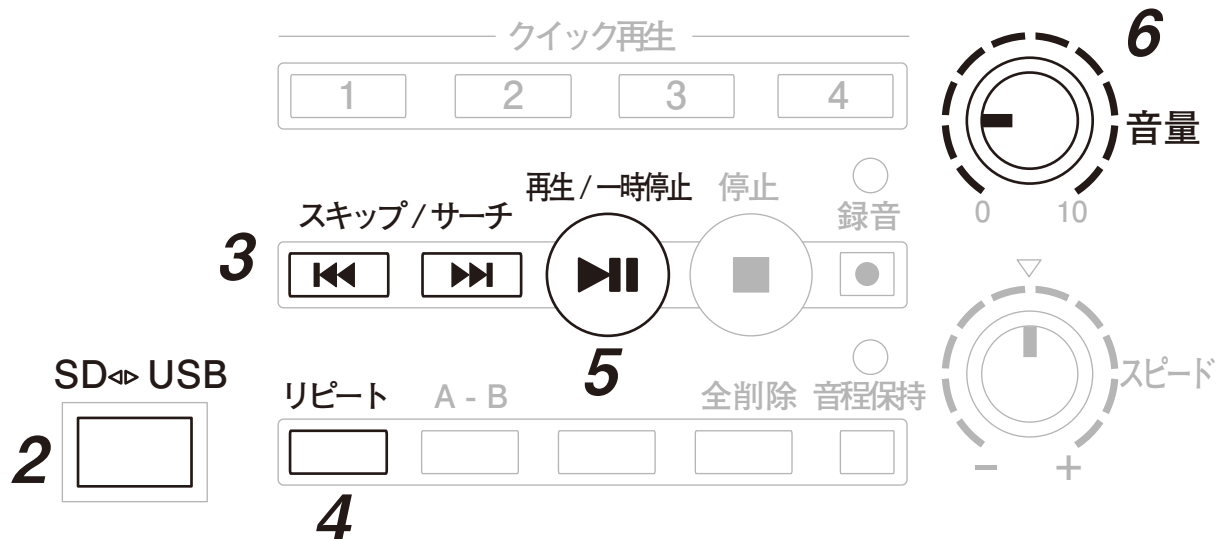 クイック再生
6
1 2 3 4
音量
再生 / 一時停止 停止
スキップ / サーチ
録音
0 10
3
5
SD◁▷USB
リピート A - B 全削除 音程保持
スピード
2
− +
4